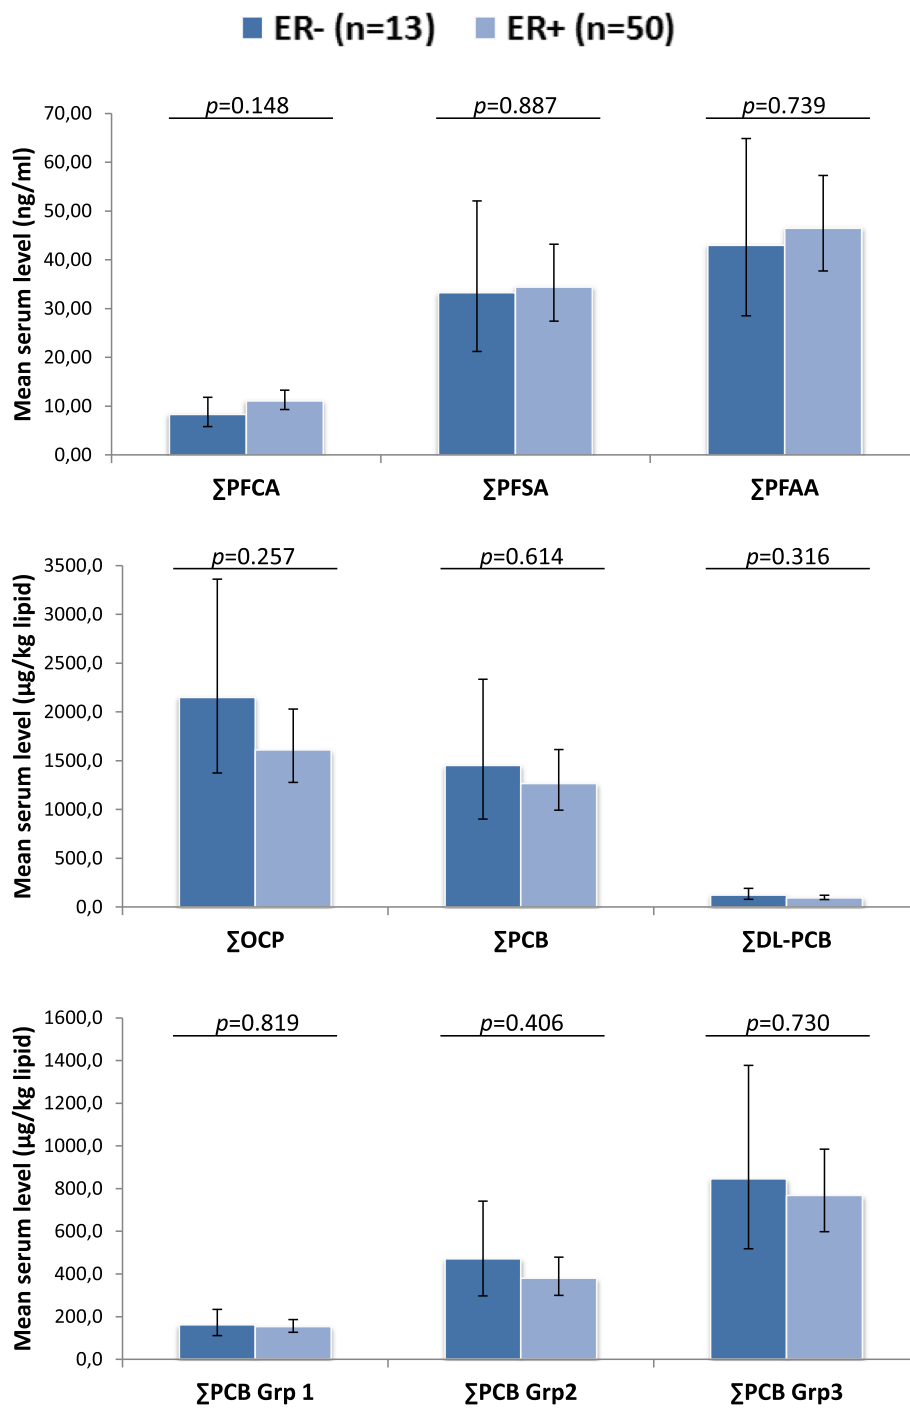 ER- (n=13) ER+ (n=50)
p=0.148 p=0.887 p=0.739
Mean serum level (ng/ml)
70,00
60,00
50,00
40,00
30,00
20,00
10,00
0,00
∑PFCA ∑PFSA ∑PFAA
p=0.257 p=0.614 p=0.316
Mean serum level (µg/kg lipid)
3500,0
3000,0
2500,0
2000,0
1500,0
1000,0
500,0
0,0
∑OCP ∑PCB ∑DL-PCB
p=0.819 p=0.406 p=0.730
Mean serum level (µg/kg lipid)
1600,0
1400,0
1200,0
1000,0
800,0
600,0
400,0
200,0
0,0
∑PCB Grp 1 ∑PCB Grp2 ∑PCB Grp3